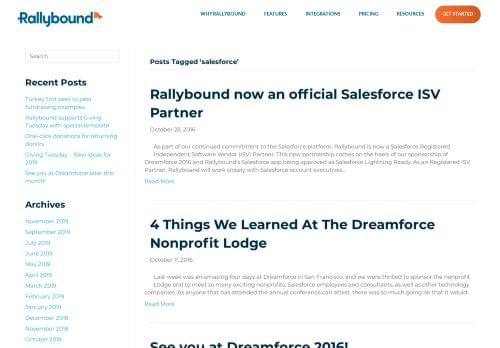 Rallybound
WHY RALLYBOUND
FEATURES
INTEGRATIONS
PRICING
RESOURCES
GET STARTED
Search
Recent Posts
Turkey Trot peer to peer
fundraising examples
Rallybound supports Giving
Tuesday with special template
One-click donations for returning
donors
Giving Tuesday – New ideas for
2019
See you at Dreamforce later this
month!
Archives
November 2019
September 2019
July 2019
June 2019
May 2019
April 2019
March 2019
February 2019
January 2019
December 2018
November 2018
October 2018
Posts Tagged ‘salesforce’
Rallybound now an official Salesforce ISV
Partner
October 25, 2016
As part of our continued commitment to the Salesforce platform, Rallybound is now a Salesforce Registered
Independent Software Vendor (ISV) Partner. This new partnership comes on the heels of our sponsorship of
Dreamforce 2016 and Rallybound's Salesforce app being approved as Salesforce Lightning Ready. As an Registered ISV
Partner, Rallybound will work closely with Salesforce account executives...
Read More
4 Things We Learned At The Dreamforce
Nonprofit Lodge
October 11, 2016
Last week was an amazing four days at Dreamforce in San Francisco, and we were thrilled to sponsor the nonprofit
Lodge and to meet so many exciting nonprofits, Salesforce employees and consultants, as well as other technology
companies. As anyone that has attended the annual conference can attest, there was so much going on that it would...
Read More
See you at Dreamforce 2016!